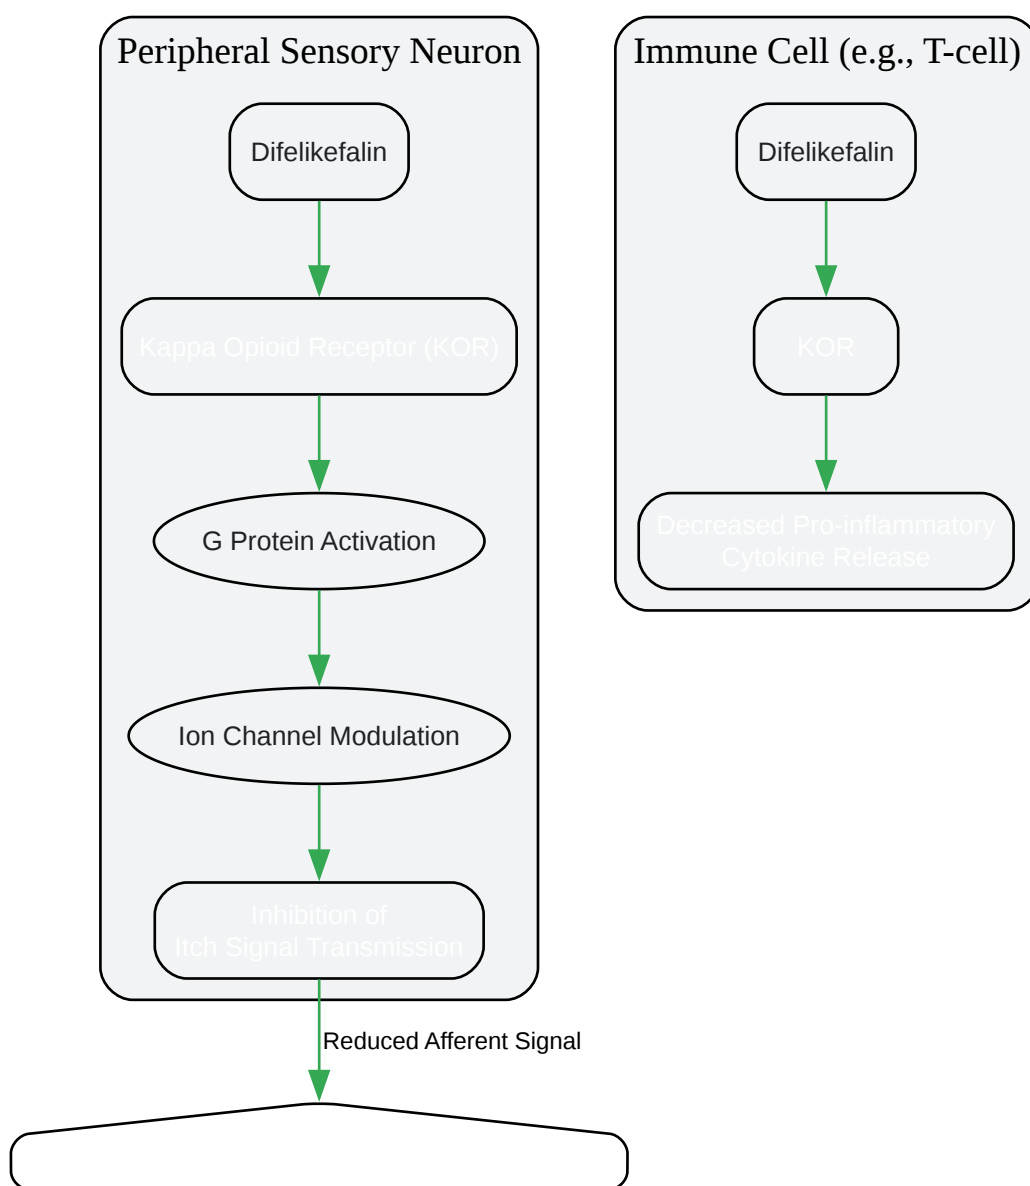 Peripheral Sensory Neuron
Difelikefalin
Kappa Opioid Receptor (KOR)
G Protein Activation
Ion Channel Modulation
Inhibition of
Itch Signal Transmission
Reduced Afferent Signal
Immune Cell (e.g., T-cell)
Difelikefalin
KOR
Decreased Pro-inflammatory
Cytokine Release